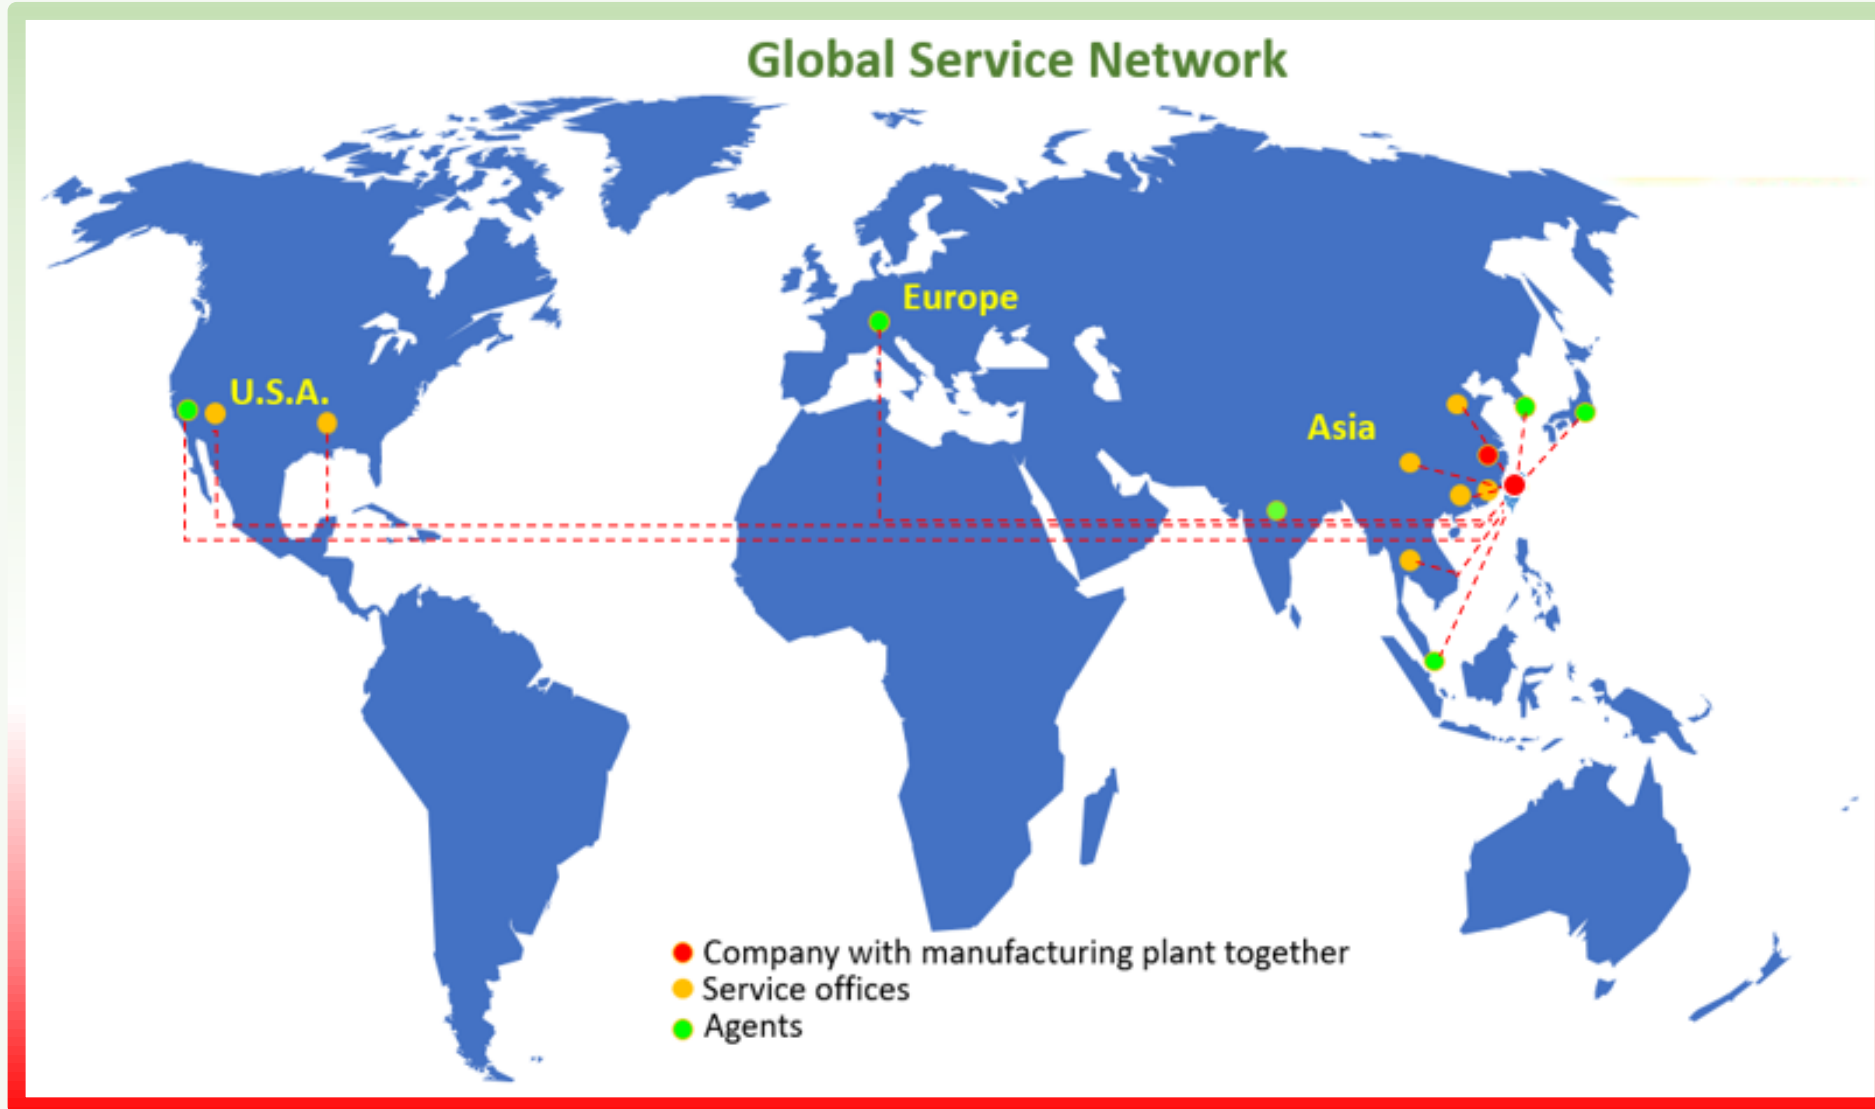 Global Service Network
Europe
U.S.A.
Asia
Company with manufacturing plant together
Service offices
Agents